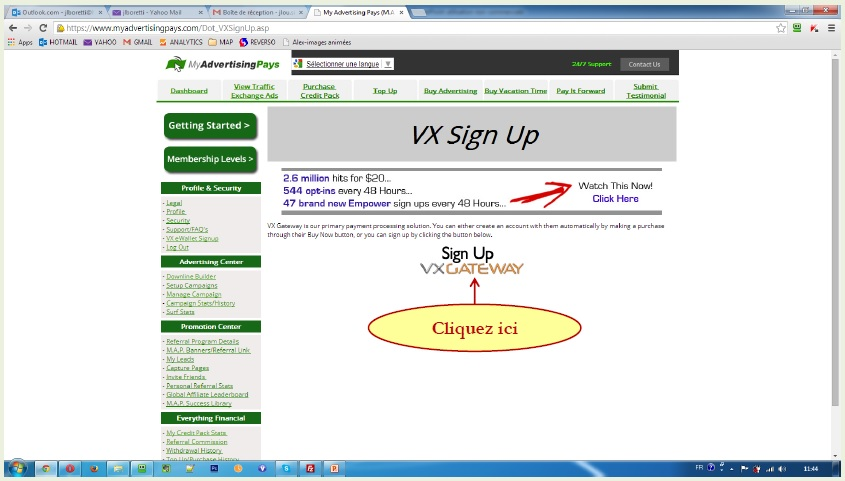 Outlook.com - jlboretti@
jlboretti - Yahoo Mail
Boîte de réception - jlou.
My Advertising Pays (M.A.
https://www.myadvertisingpays.com/Dot_VXSignUp.asp
Apps HOTMAIL YAHOO GMAIL ANALYTICS MAP REVERSO Alex-images animées
MyAdvertisingPays
Sélectionner une langue
24/7 Support
Contact Us
Dashboard
View Traffic
Exchange Ads
Purchase
Credit Pack
Top Up
Buy Advertising
Buy Vacation Time
Pay It Forward
Submit
Testimonial
Getting Started >
Membership Levels >
Profile & Security
- Legal
- Profile
- Security
- Support/FAQ's
- VX eWallet Signup
- Log Out
Advertising Center
- Downline Builder
- Setup Campaigns
- Manage Campaign
- Campaign Stats/History
- Surf Stats
Promotion Center
- Referral Program Details
- M.A.P. Banners/Referral Link
- My Leads
- Capture Pages
- Invite Friends
- Personal Referral Stats
- Global Affiliate Leaderboard
- M.A.P. Success Library
Everything Financial
- My Credit Pack Stats
- Referral Commission
- Withdrawal History
- Top Up/Purchase History
VX Sign Up
2.6 million hits for $20...
544 opt-ins every 48 Hours...
47 brand new Empower sign ups every 48 Hours...
Watch This Now!
Click Here
VX Gateway is our primary payment processing solution. You can either create an account with them automatically by making a purchase
through their Buy Now button, or you can sign up by clicking the button below.
Sign Up
VXGATEWAY
Cliquez ici
FR
11:44